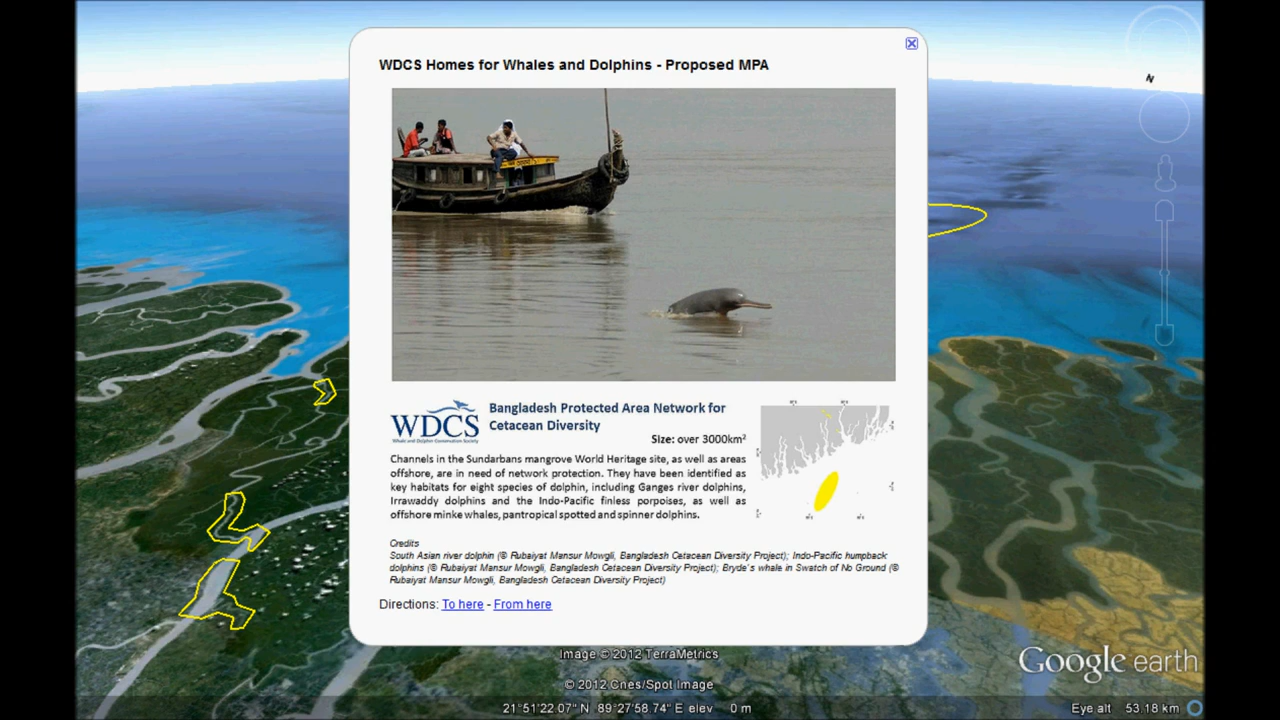 WDCS Homes for Whales and Dolphins - Proposed MPA
N
WDCS
Whale and Dolphin Conservation Society
Bangladesh Protected Area Network for
Cetacean Diversity
Size: over 3000km²
Channels in the Sundarbans mangrove World Heritage site, as well as areas
offshore, are in need of network protection. They have been identified as
key habitats for eight species of dolphin, including Ganges river dolphins,
Irrawaddy dolphins and the Indo-Pacific finless porpoises, as well as
offshore minke whales, pantropical spotted and spinner dolphins.
Credits
South Asian river dolphin (© Rubaiyat Mansur Mowgli, Bangladesh Cetacean Diversity Project); Indo-Pacific humpback
dolphins (© Rubaiyat Mansur Mowgli, Bangladesh Cetacean Diversity Project); Bryde's whale in Swatch of No Ground (©
Rubaiyat Mansur Mowgli, Bangladesh Cetacean Diversity Project)
Directions: To here - From here
Image © 2012 TerraMetrics
© 2012 Cnes/Spot Image
Google earth
21°51'22.07" N 89°27'58.74" E elev 0 m
Eye alt 53.18 km